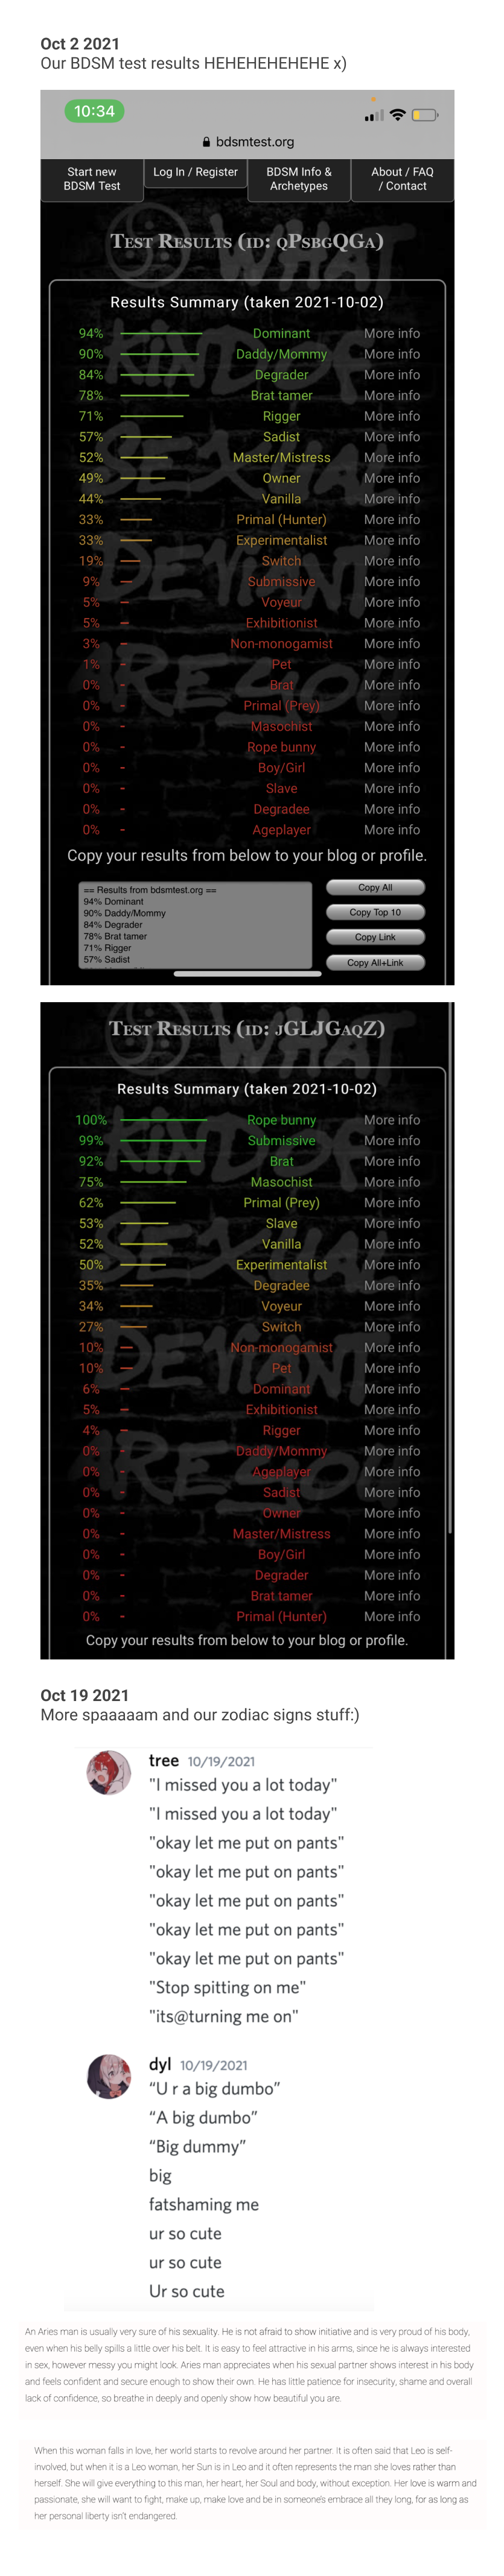 Oct 2 2021
Our BDSM test results HEHEHEHEHEHE x)
10:34
bdsmtest.org
Start new BDSM Test
Log In / Register
BDSM Info & Archetypes
About / FAQ / Contact
Test Results (id: qPsbgQGa)
Results Summary (taken 2021-10-02)
94% Dominant More info
90% Daddy/Mommy More info
84% Degrader More info
78% Brat tamer More info
71% Rigger More info
57% Sadist More info
52% Master/Mistress More info
49% Owner More info
44% Vanilla More info
33% Primal (Hunter) More info
33% Experimentalist More info
19% Switch More info
9% Submissive More info
5% Voyeur More info
5% Exhibitionist More info
3% Non-monogamist More info
1% Pet More info
0% Brat More info
0% Primal (Prey) More info
0% Masochist More info
0% Rope bunny More info
0% Boy/Girl More info
0% Slave More info
0% Degradee More info
0% Ageplayer More info
Copy your results from below to your blog or profile.
== Results from bdsmtest.org ==
94% Dominant
90% Daddy/Mommy
84% Degrader
78% Brat tamer
71% Rigger
57% Sadist
Copy All
Copy Top 10
Copy Link
Copy All+Link
Test Results (id: jGLJGaqZ)
Results Summary (taken 2021-10-02)
100% Rope bunny More info
99% Submissive More info
92% Brat More info
75% Masochist More info
62% Primal (Prey) More info
53% Slave More info
52% Vanilla More info
50% Experimentalist More info
35% Degradee More info
34% Voyeur More info
27% Switch More info
10% Non-monogamist More info
10% Pet More info
6% Dominant More info
5% Exhibitionist More info
4% Rigger More info
0% Daddy/Mommy More info
0% Ageplayer More info
0% Sadist More info
0% Owner More info
0% Master/Mistress More info
0% Boy/Girl More info
0% Degrader More info
0% Brat tamer More info
0% Primal (Hunter) More info
Copy your results from below to your blog or profile.
Oct 19 2021
More spaaaaam and our zodiac signs stuff:)
tree 10/19/2021
"I missed you a lot today"
"I missed you a lot today"
"okay let me put on pants"
"okay let me put on pants"
"okay let me put on pants"
"okay let me put on pants"
"okay let me put on pants"
"Stop spitting on me"
"its@turning me on"
dyl 10/19/2021
“U r a big dumbo”
“A big dumbo”
“Big dummy”
big
fatshaming me
ur so cute
ur so cute
Ur so cute
An Aries man is usually very sure of his sexuality. He is not afraid to show initiative and is very proud of his body,
even when his belly spills a little over his belt. It is easy to feel attractive in his arms, since he is always interested
in sex, however messy you might look. Aries man appreciates when his sexual partner shows interest in his body
and feels confident and secure enough to show their own. He has little patience for insecurity, shame and overall
lack of confidence, so breathe in deeply and openly show how beautiful you are.
When this woman falls in love, her world starts to revolve around her partner. It is often said that Leo is self-
involved, but when it is a Leo woman, her Sun is in Leo and it often represents the man she loves rather than
herself. She will give everything to this man, her heart, her Soul and body, without exception. Her love is warm and
passionate, she will want to fight, make up, make love and be in someone's embrace all they long, for as long as
her personal liberty isn't endangered.